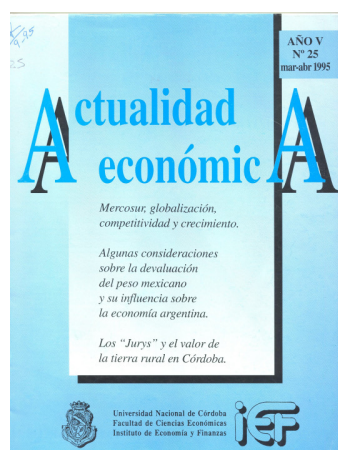 AÑO V
Nº 25
mar-abr 1995
Actualidad
económicA
Mercosur, globalización,
competitividad y crecimiento.
Algunas consideraciones
sobre la devaluación
del peso mexicano
y su influencia sobre
la economía argentina.
Los "Jurys" y el valor de
la tierra rural en Córdoba.
Universidad Nacional de Córdoba
Facultad de Ciencias Económicas
Instituto de Economía y Finanzas
iEF